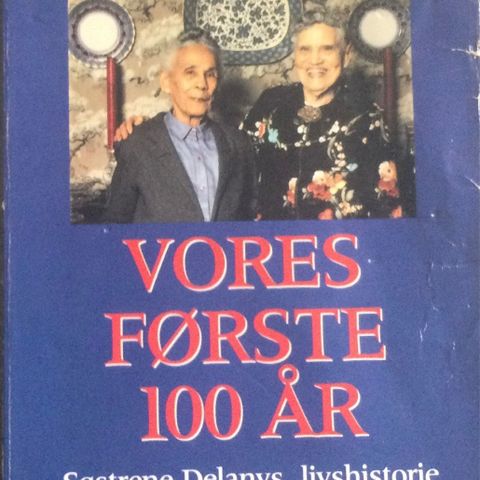 VORES
FØRSTE
100 ÅR
Søstrene Delanys livshistorie